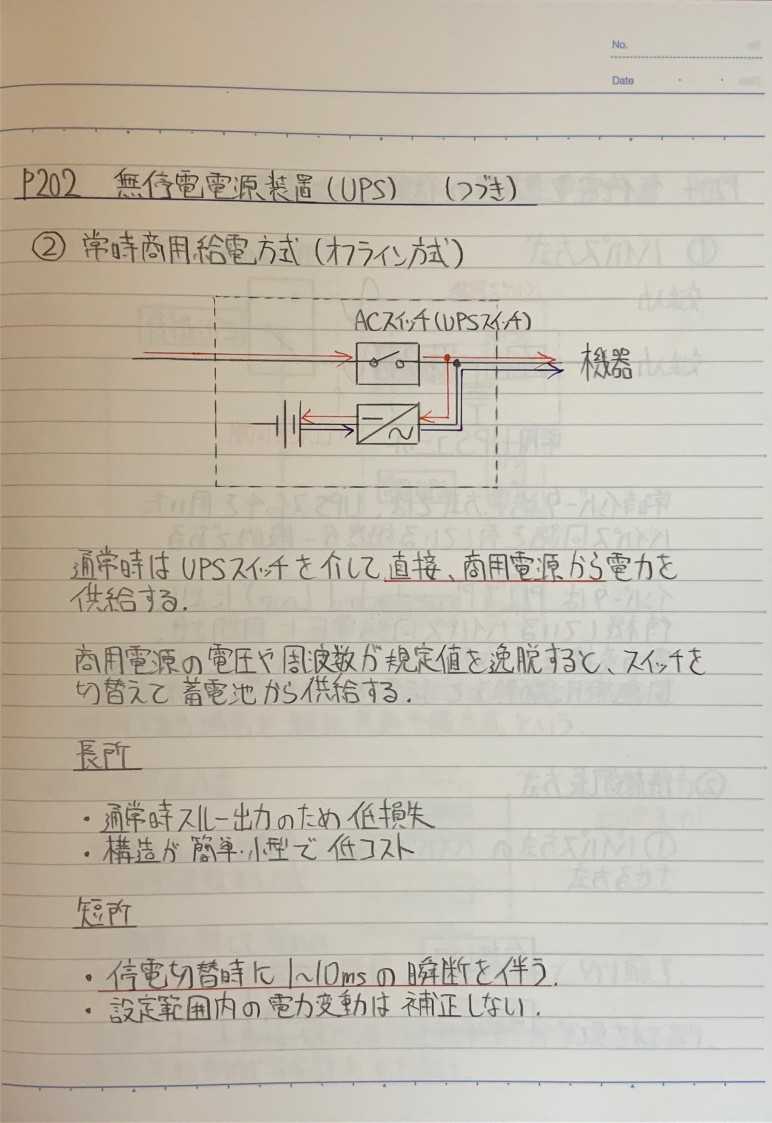 No.
Date
P202 無停電電源装置(UPS) (つづき)
② 常時商用給電方式(オフライン方式)
ACスイッチ(UPSスイッチ)
機器
通常時はUPSスイッチを介して直接、商用電源から電力を
供給する.
商用電源の電圧や周波数が規定値を逸脱すると、スイッチを
切替えて蓄電池から供給する.
長所
・通常時スルー出力のため低損失
・構造が簡単・小型で低コスト
短所
・停電切替時に1~10msの瞬断を伴う.
・設定範囲内の電力変動は補正しない.